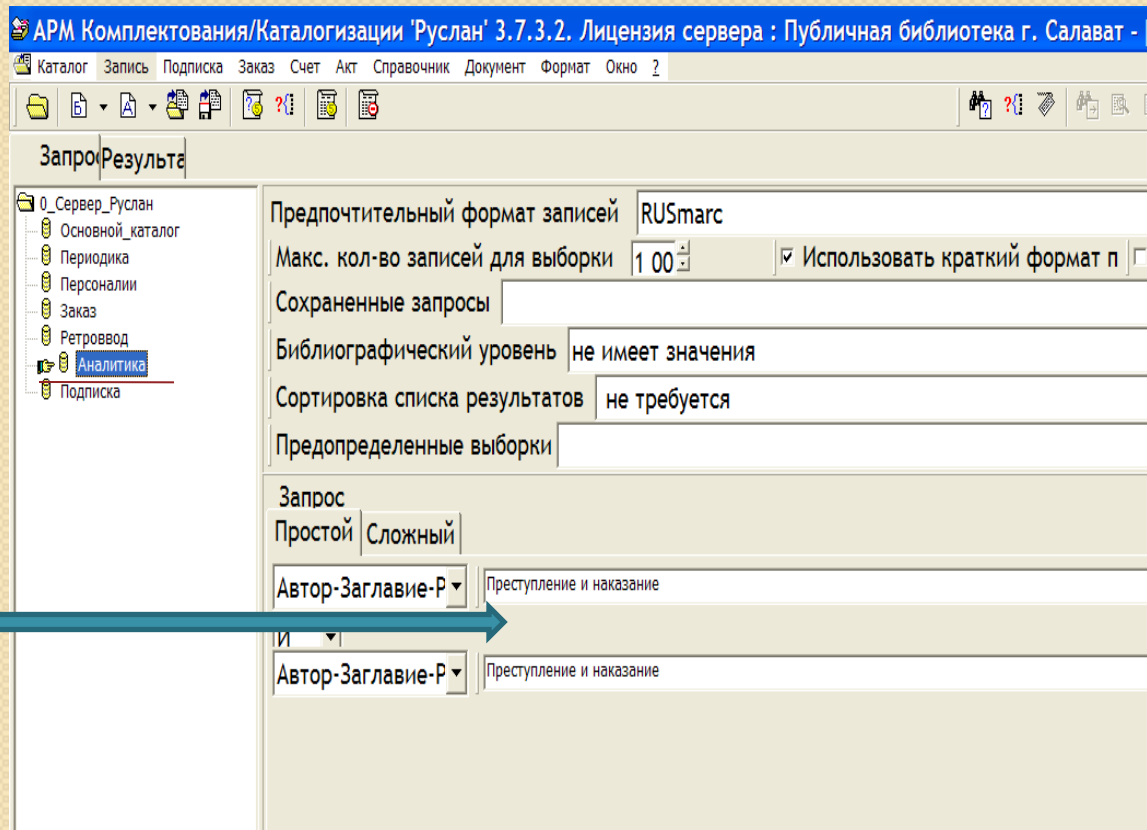 АРМ Комплектования/Каталогизации 'Руслан' 3.7.3.2. Лицензия сервера : Публичная библиотека г. Салават -
Каталог Запись Подписка Заказ Счет Акт Справочник Документ Формат Окно ?
Запрос Результа
0_Сервер_Руслан
Основной_каталог
Периодика
Персоналии
Заказ
Ретроввод
Аналитика
Подписка
Предпочтительный формат записей RUSmarc
Макс. кол-во записей для выборки 1 00 Использовать краткий формат п
Сохраненные запросы
Библиографический уровень не имеет значения
Сортировка списка результатов не требуется
Предопределенные выборки
Запрос
Простой Сложный
Автор-Заглавие-Р Преступление и наказание
И
Автор-Заглавие-Р Преступление и наказание